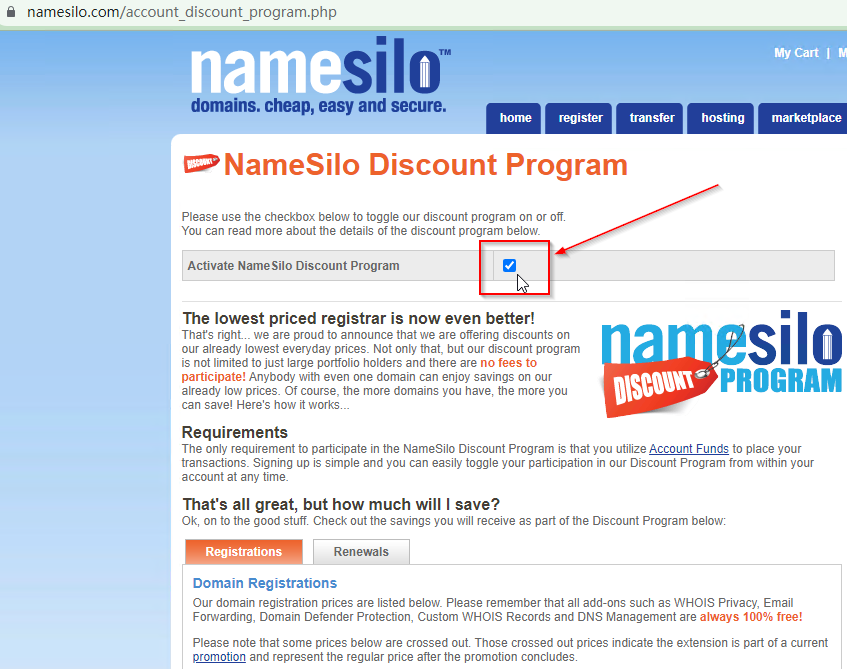 namesilo.com/account_discount_program.php
namesilo™
domains. cheap, easy and secure.
My Cart | M
home register transfer hosting marketplace
DISCOUNT NameSilo Discount Program
Please use the checkbox below to toggle our discount program on or off.
You can read more about the details of the discount program below.
Activate NameSilo Discount Program
The lowest priced registrar is now even better!
That's right... we are proud to announce that we are offering discounts on
our already lowest everyday prices. Not only that, but our discount program
is not limited to just large portfolio holders and there are no fees to
participate! Anybody with even one domain can enjoy savings on our
already low prices. Of course, the more domains you have, the more you
can save! Here's how it works...
namesilo
DISCOUNT PROGRAM
Requirements
The only requirement to participate in the NameSilo Discount Program is that you utilize Account Funds to place your
transactions. Signing up is simple and you can easily toggle your participation in our Discount Program from within your
account at any time.
That's all great, but how much will I save?
Ok, on to the good stuff. Check out the savings you will receive as part of the Discount Program below:
Registrations Renewals
Domain Registrations
Our domain registration prices are listed below. Please remember that all add-ons such as WHOIS Privacy, Email
Forwarding, Domain Defender Protection, Custom WHOIS Records and DNS Management are always 100% free!
Please note that some prices below are crossed out. Those crossed out prices indicate the extension is part of a current
promotion and represent the regular price after the promotion concludes.